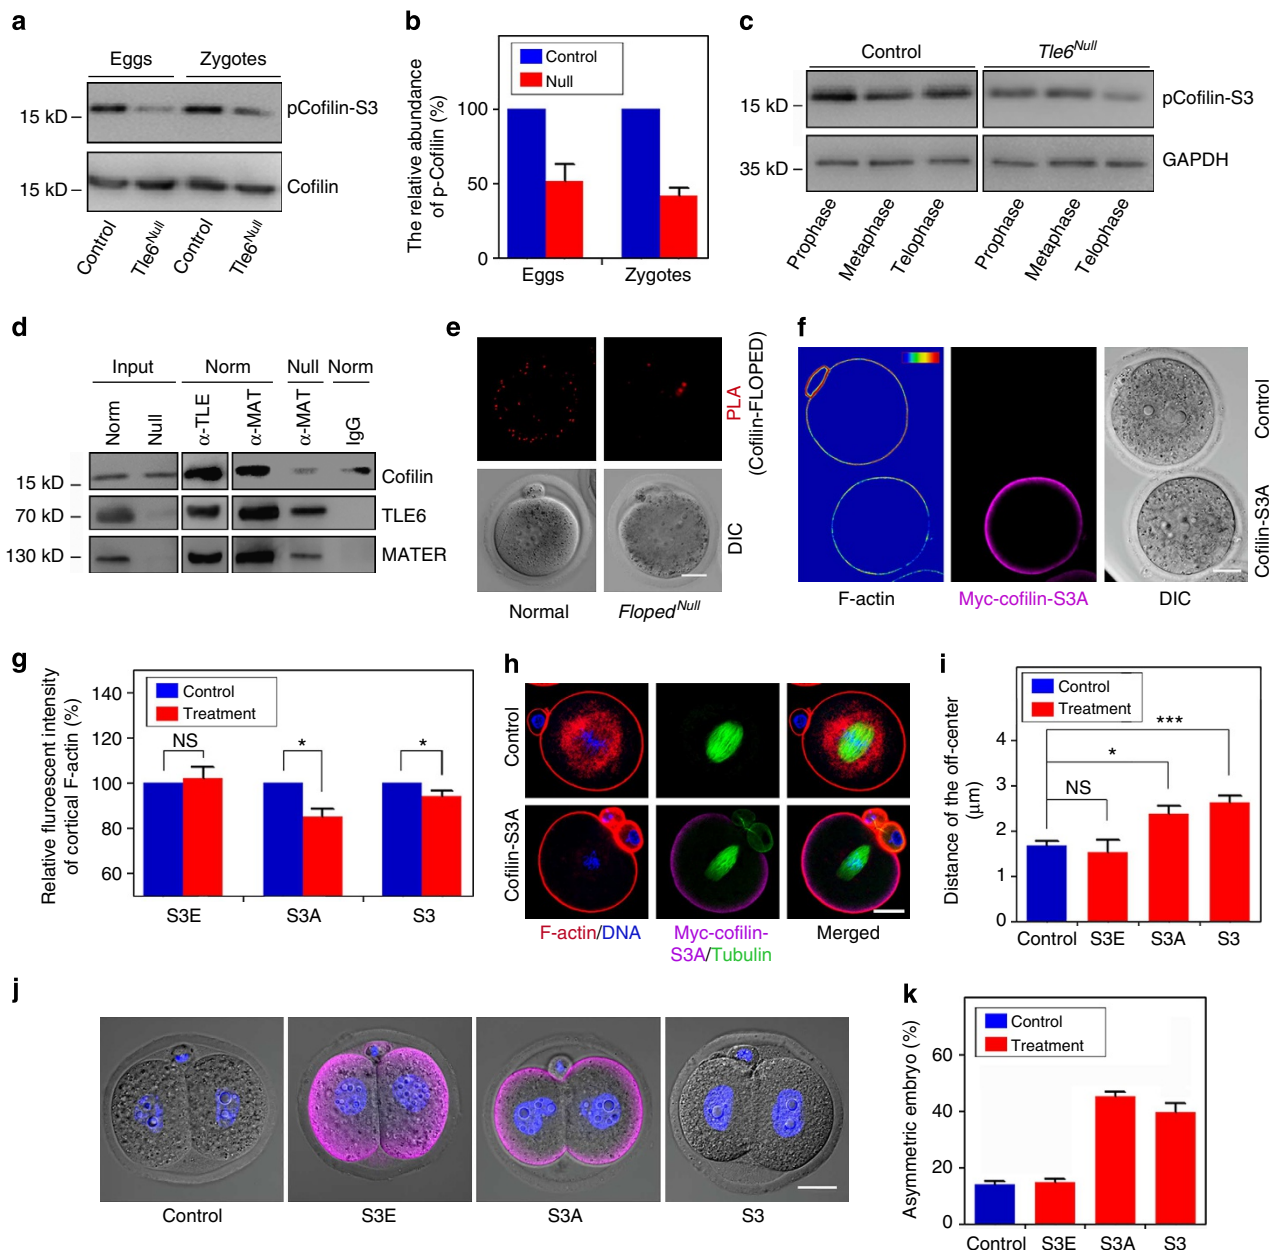 a
Eggs Zygotes
15 kD
pCofilin-S3
15 kD
Cofilin
Control
Tle6Null
Control
Tle6Null
b
Control
Null
The relative abundance
of p-Cofilin (%)
100
50
0
Eggs Zygotes
c
Control Tle6Null
15 kD
pCofilin-S3
35 kD
GAPDH
Prophase
Metaphase
Telophase
Prophase
Metaphase
Telophase
d
Input Norm Null Norm
Norm
Null
α-TLE
α-MAT
α-MAT
IgG
15 kD
Cofilin
70 kD
TLE6
130 kD
MATER
e
PLA
(Cofilin-FLOPED)
DIC
Normal FlopedNull
f
Control
Cofilin-S3A
F-actin Myc-cofilin-S3A DIC
g
Control
Treatment
Relative fluroescent intensity
of cortical F-actin (%)
140
120
100
80
60
NS * *
S3E S3A S3
h
Control
Cofilin-S3A
F-actin/DNA
Myc-cofilin-
S3A/Tubulin
Merged
i
Control
Treatment
Distance of the off-center
(μm)
4
3
2
1
0
***
*
NS
Control S3E S3A S3
j
Control S3E S3A S3
k
Control
Treatment
Asymmetric embryo (%)
60
40
20
0
Control S3E S3A S3